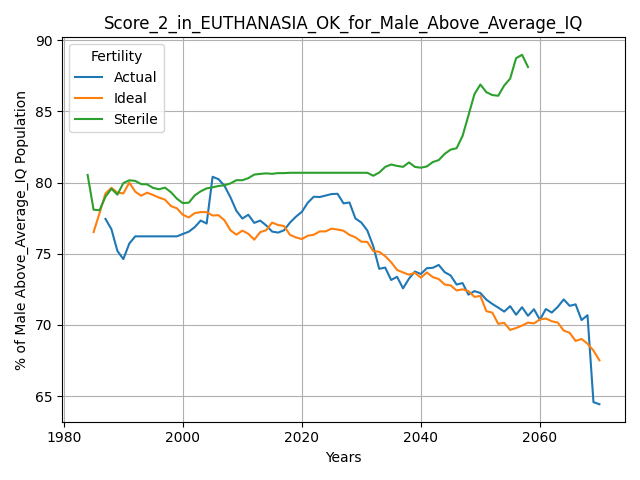 Score_2_in_EUTHANASIA_OK_for_Male_Above_Average_IQ
% of Male Above_Average_IQ Population
90
85
80
75
70
65
Fertility
Actual
Ideal
Sterile
1980
2000
2020
2040
2060
Years